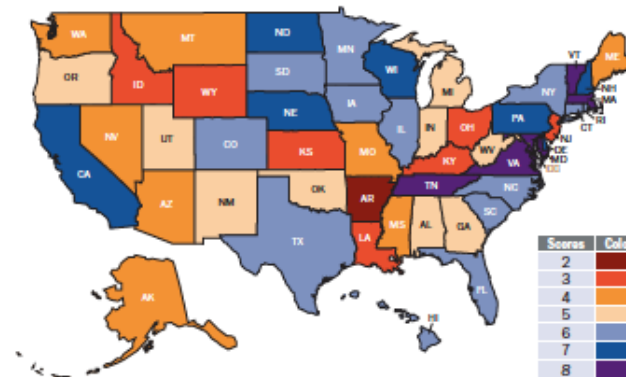 WA
MT
ND
MN
VT
ME
OR
ID
WY
SD
WI
MI
NY
NH
MA
RI
CT
NV
UT
CO
NE
IA
IL
IN
OH
PA
NJ
DE
MD
DC
CA
KS
MO
KY
WV
VA
AZ
NM
OK
AR
TN
NC
SC
TX
LA
MS
AL
GA
FL
AK
HI
Scores Colo
2
3
4
5
6
7
8